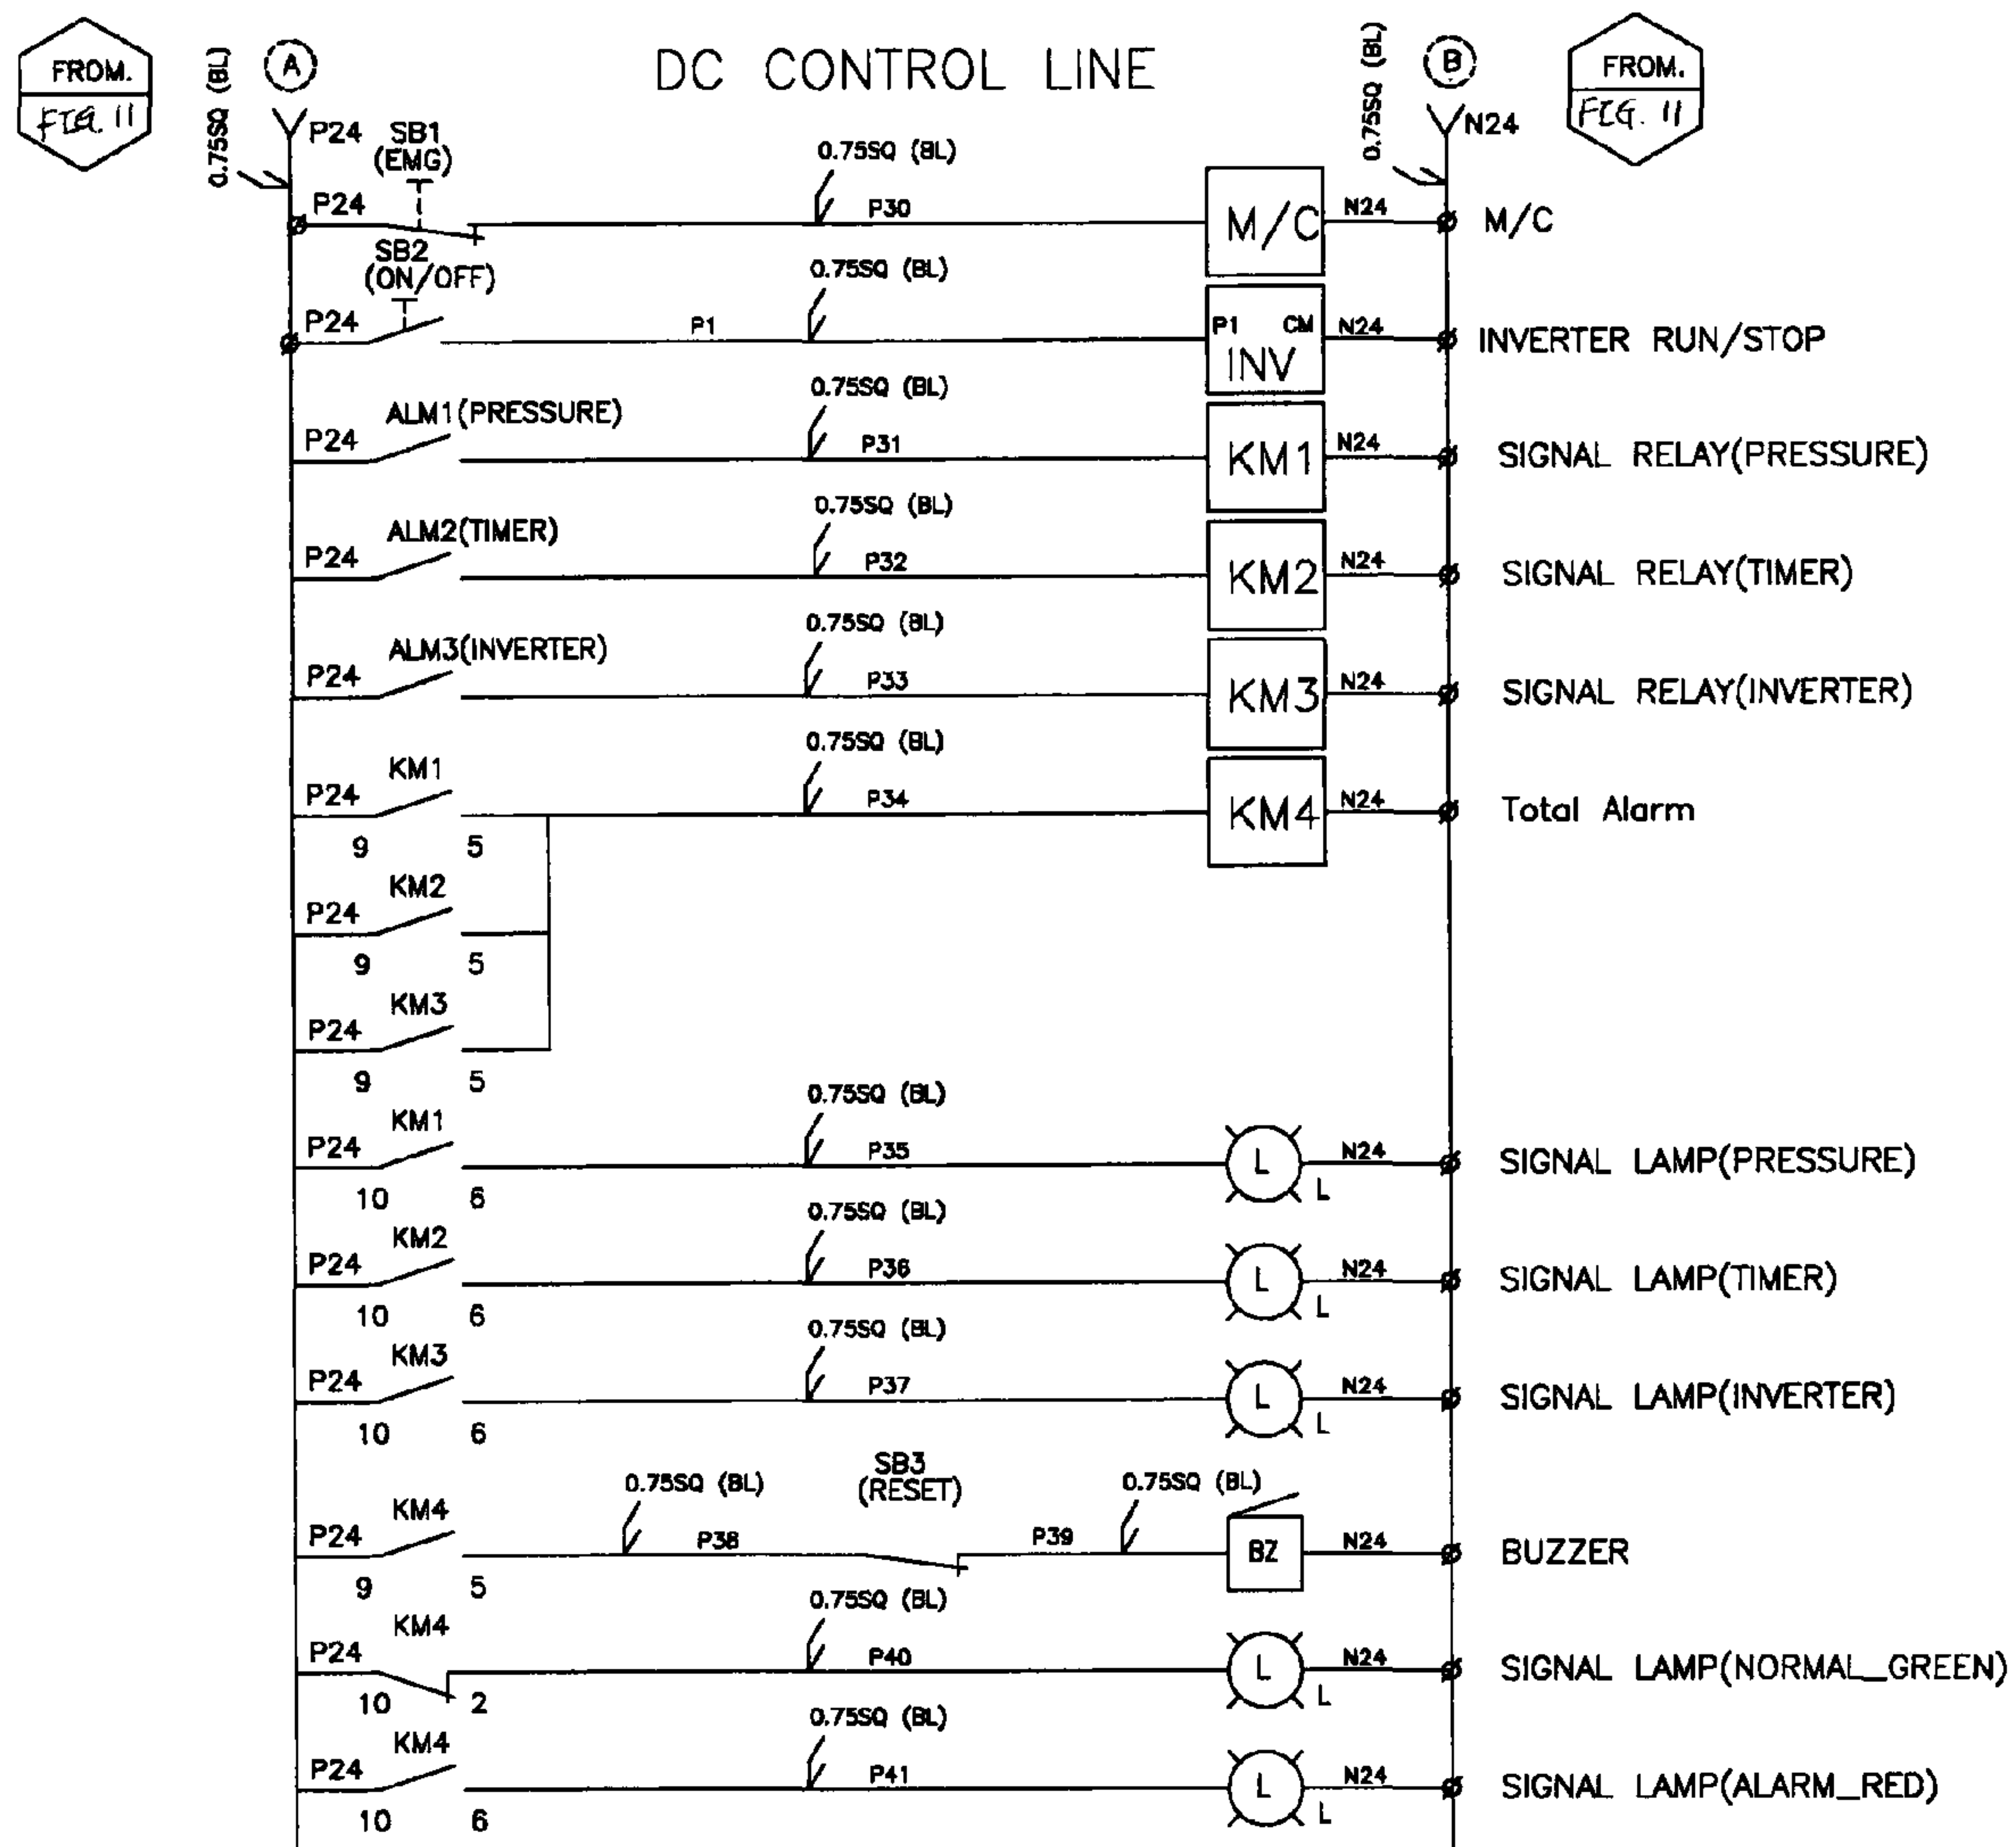 FROM.
FIG. 11
0.75SQ (BL)
A
DC CONTROL LINE
0.75SQ (BL)
B
FROM.
FIG. 11
P24
N24
SB1
(EMG)
0.75SQ (BL)
P24
P30
M/C
N24
M/C
SB2
(ON/OFF)
0.75SQ (BL)
P24
P1
P1 CM
INV
N24
INVERTER RUN/STOP
0.75SQ (BL)
ALM1(PRESSURE)
P24
P31
KM1
N24
SIGNAL RELAY(PRESSURE)
0.75SQ (BL)
ALM2(TIMER)
P24
P32
KM2
N24
SIGNAL RELAY(TIMER)
0.75SQ (BL)
ALM3(INVERTER)
P24
P33
KM3
N24
SIGNAL RELAY(INVERTER)
0.75SQ (BL)
KM1
P24
P34
KM4
N24
Total Alarm
9 5
KM2
P24
9 5
KM3
P24
9 5
0.75SQ (BL)
KM1
P24
P35
L
L
N24
SIGNAL LAMP(PRESSURE)
10 6
0.75SQ (BL)
KM2
P24
P36
L
L
N24
SIGNAL LAMP(TIMER)
10 6
0.75SQ (BL)
KM3
P24
P37
L
L
N24
SIGNAL LAMP(INVERTER)
10 6
0.75SQ (BL)
SB3
(RESET)
0.75SQ (BL)
KM4
P24
P38
P39
BZ
N24
BUZZER
9 5
0.75SQ (BL)
KM4
P24
P40
L
L
N24
SIGNAL LAMP(NORMAL_GREEN)
10 2
0.75SQ (BL)
KM4
P24
P41
L
L
N24
SIGNAL LAMP(ALARM_RED)
10 6